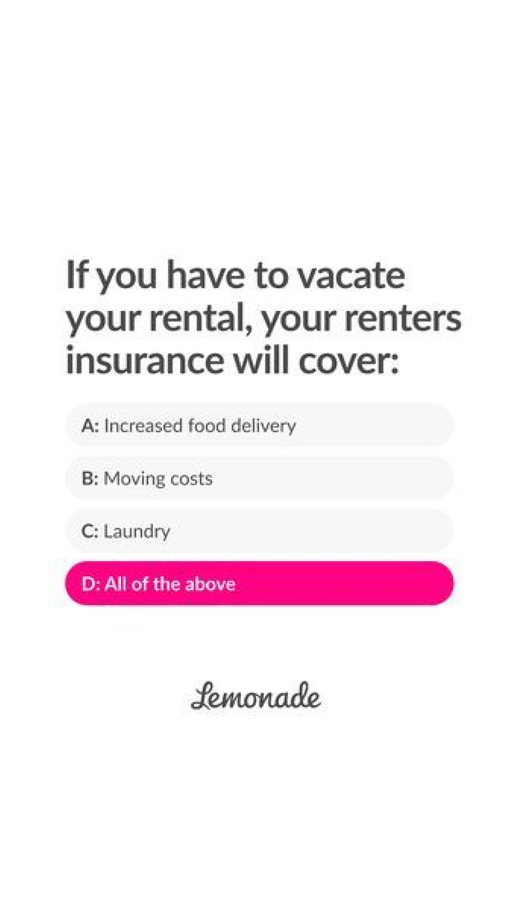 If you have to vacate
your rental, your renters
insurance will cover:
A: Increased food delivery
B: Moving costs
C: Laundry
D: All of the above
Lemonade